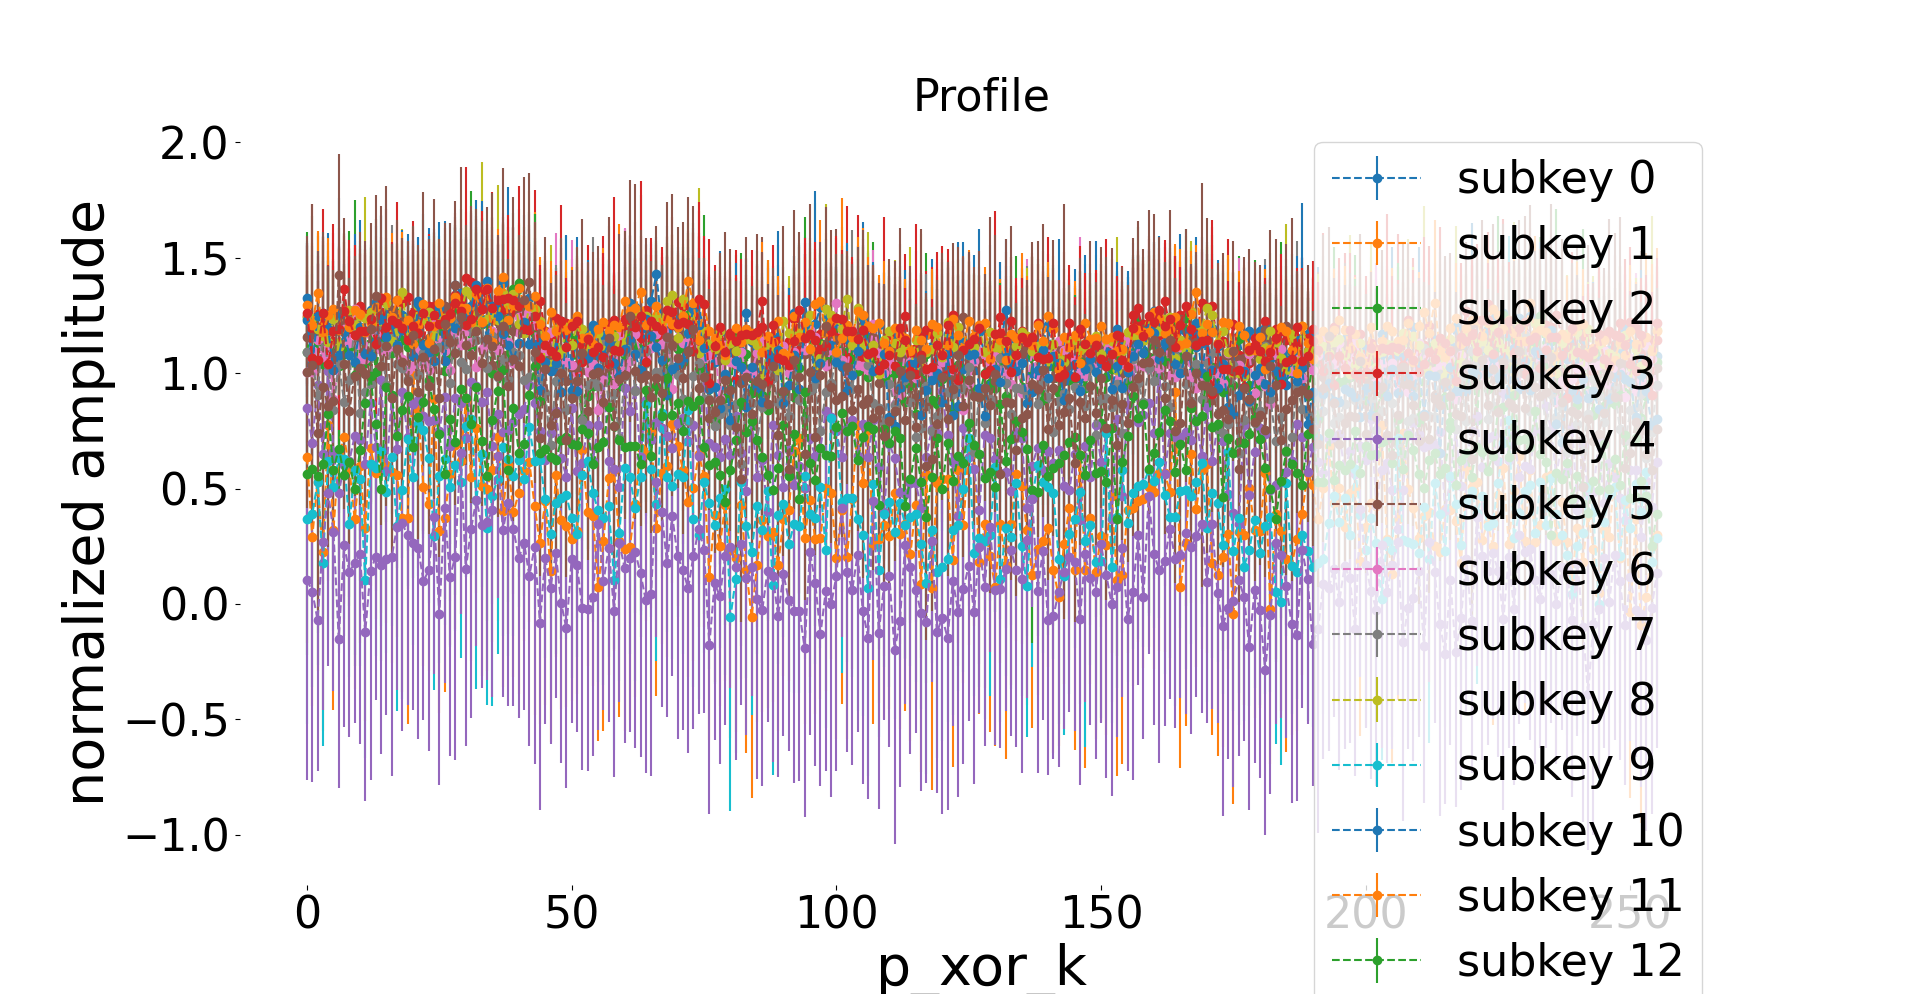 Profile
normalized amplitude
2.0
1.5
1.0
0.5
0.0
−0.5
−1.0
0
50
100
150
200
250
p_xor_k
subkey 0
subkey 1
subkey 2
subkey 3
subkey 4
subkey 5
subkey 6
subkey 7
subkey 8
subkey 9
subkey 10
subkey 11
subkey 12